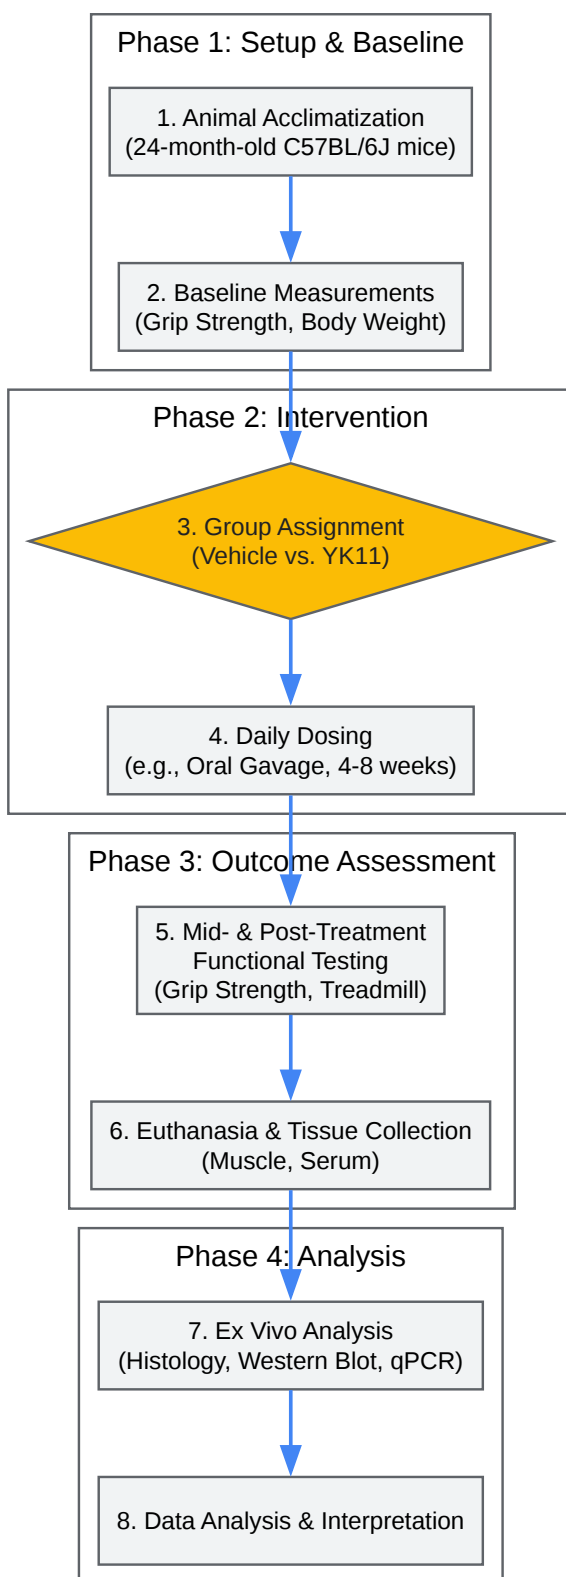 Phase 1: Setup & Baseline
1. Animal Acclimatization
(24-month-old C57BL/6J mice)
2. Baseline Measurements
(Grip Strength, Body Weight)
Phase 2: Intervention
3. Group Assignment
(Vehicle vs. YK11)
4. Daily Dosing
(e.g., Oral Gavage, 4-8 weeks)
Phase 3: Outcome Assessment
5. Mid- & Post-Treatment
Functional Testing
(Grip Strength, Treadmill)
6. Euthanasia & Tissue Collection
(Muscle, Serum)
Phase 4: Analysis
7. Ex Vivo Analysis
(Histology, Western Blot, qPCR)
8. Data Analysis & Interpretation